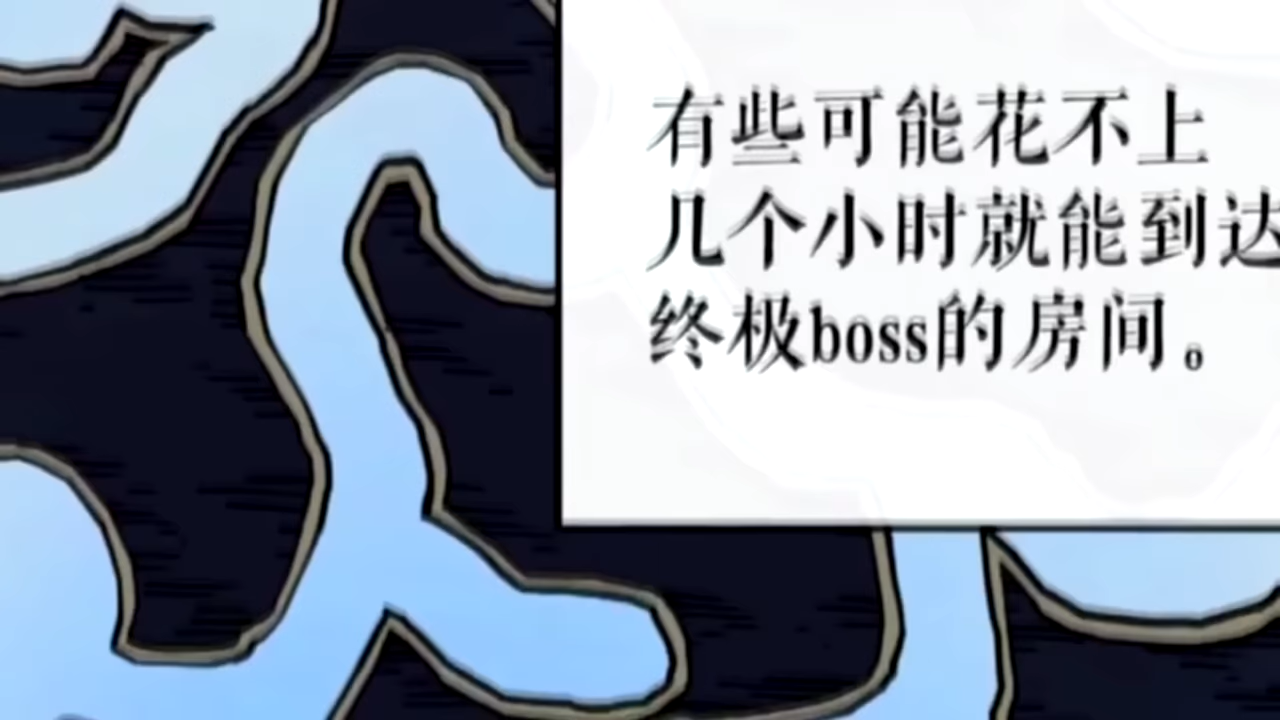 有些可能花不上
几个小时就能到达
终极boss的房间。